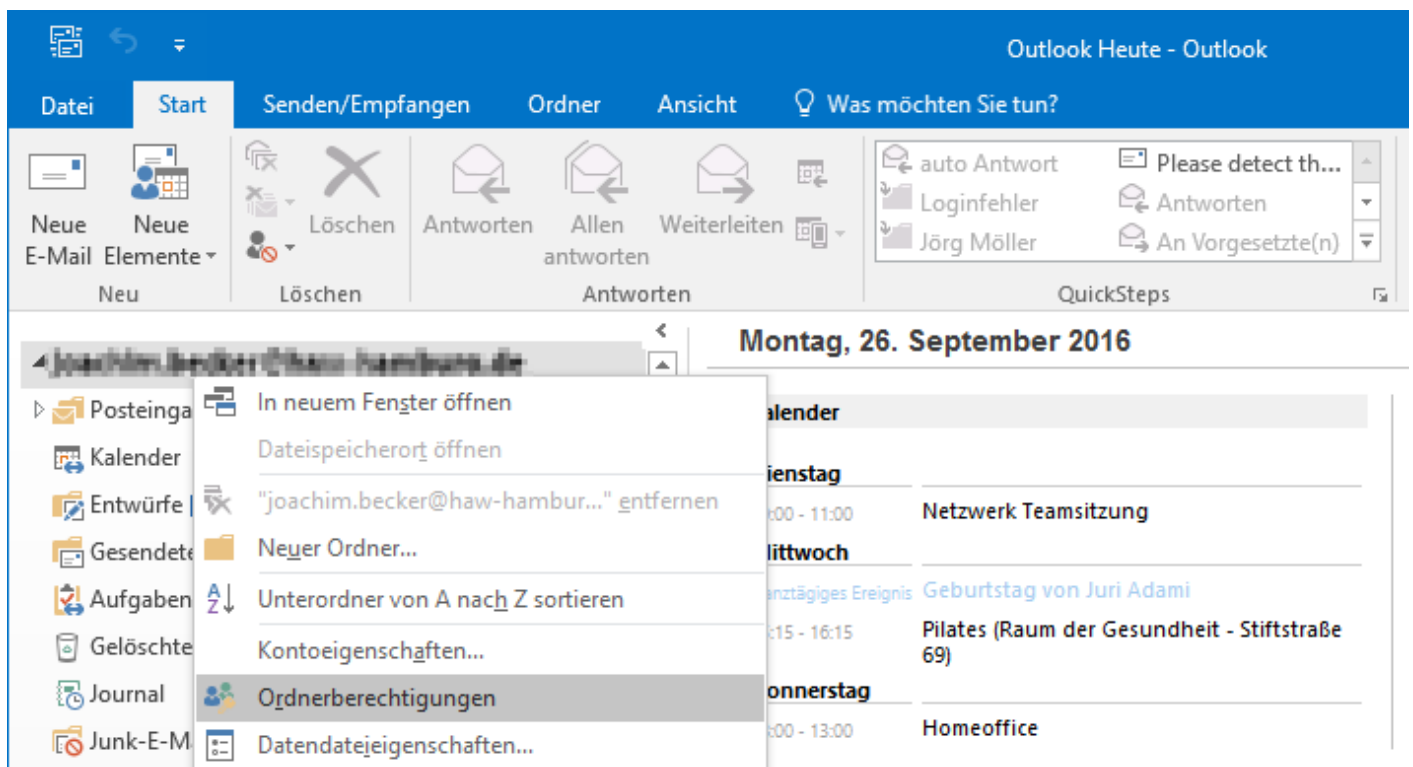 Outlook Heute - Outlook
Datei Start Senden/Empfangen Ordner Ansicht Was möchten Sie tun?
Neue E-Mail
Neue Elemente
Löschen
Antworten
Allen antworten
Weiterleiten
auto Antwort
Loginfehler
Jörg Möller
Please detect th...
Antworten
An Vorgesetzte(n)
Neu Löschen Antworten QuickSteps
Posteinga
Kalender
Entwürfe
Gesendete
Aufgaben
Gelöschte
Journal
Junk-E-M
In neuem Fenster öffnen
Dateispeicherort öffnen
"joachim.becker@haw-hambur..." entfernen
Neuer Ordner...
Unterordner von A nach Z sortieren
Kontoeigenschaften...
Ordnerberechtigungen
Datendateieigenschaften...
Montag, 26. September 2016
alender
ienstag
:00 - 11:00 Netzwerk Teamsitzung
ittwoch
nztägiges Ereignis Geburtstag von Juri Adami
:15 - 16:15 Pilates (Raum der Gesundheit - Stiftstraße
69)
onnerstag
:00 - 13:00 Homeoffice